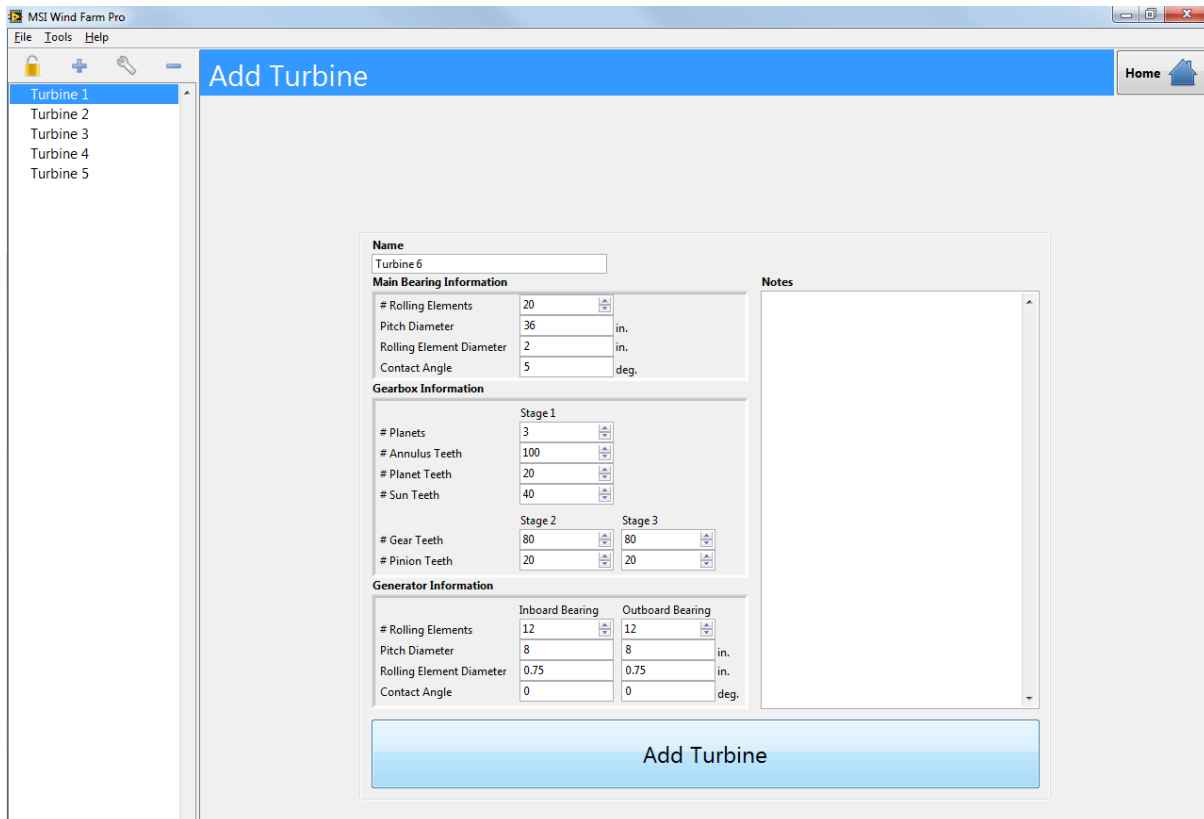 MSI Wind Farm Pro
File Tools Help
Add Turbine
Home
Turbine 1
Turbine 2
Turbine 3
Turbine 4
Turbine 5
Name
Turbine 6
Main Bearing Information
# Rolling Elements 20
Pitch Diameter 36 in.
Rolling Element Diameter 2 in.
Contact Angle 5 deg.
Gearbox Information
Stage 1
# Planets 3
# Annulus Teeth 100
# Planet Teeth 20
# Sun Teeth 40
Stage 2 Stage 3
# Gear Teeth 80 80
# Pinion Teeth 20 20
Generator Information
Inboard Bearing Outboard Bearing
# Rolling Elements 12 12
Pitch Diameter 8 8 in.
Rolling Element Diameter 0.75 0.75 in.
Contact Angle 0 0 deg.
Notes
Add Turbine